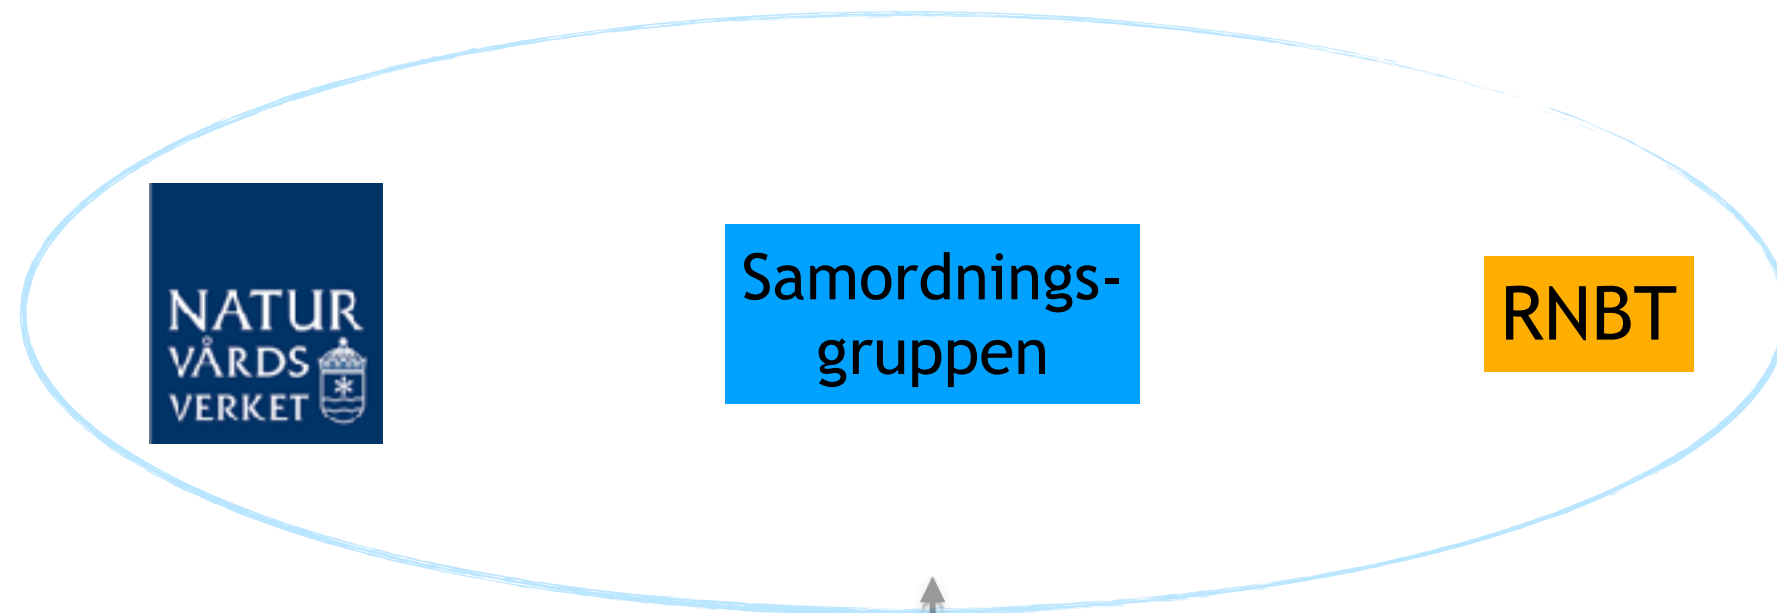 NATUR
VÅRDS
VERKET
Samordnings-
gruppen
RNBT